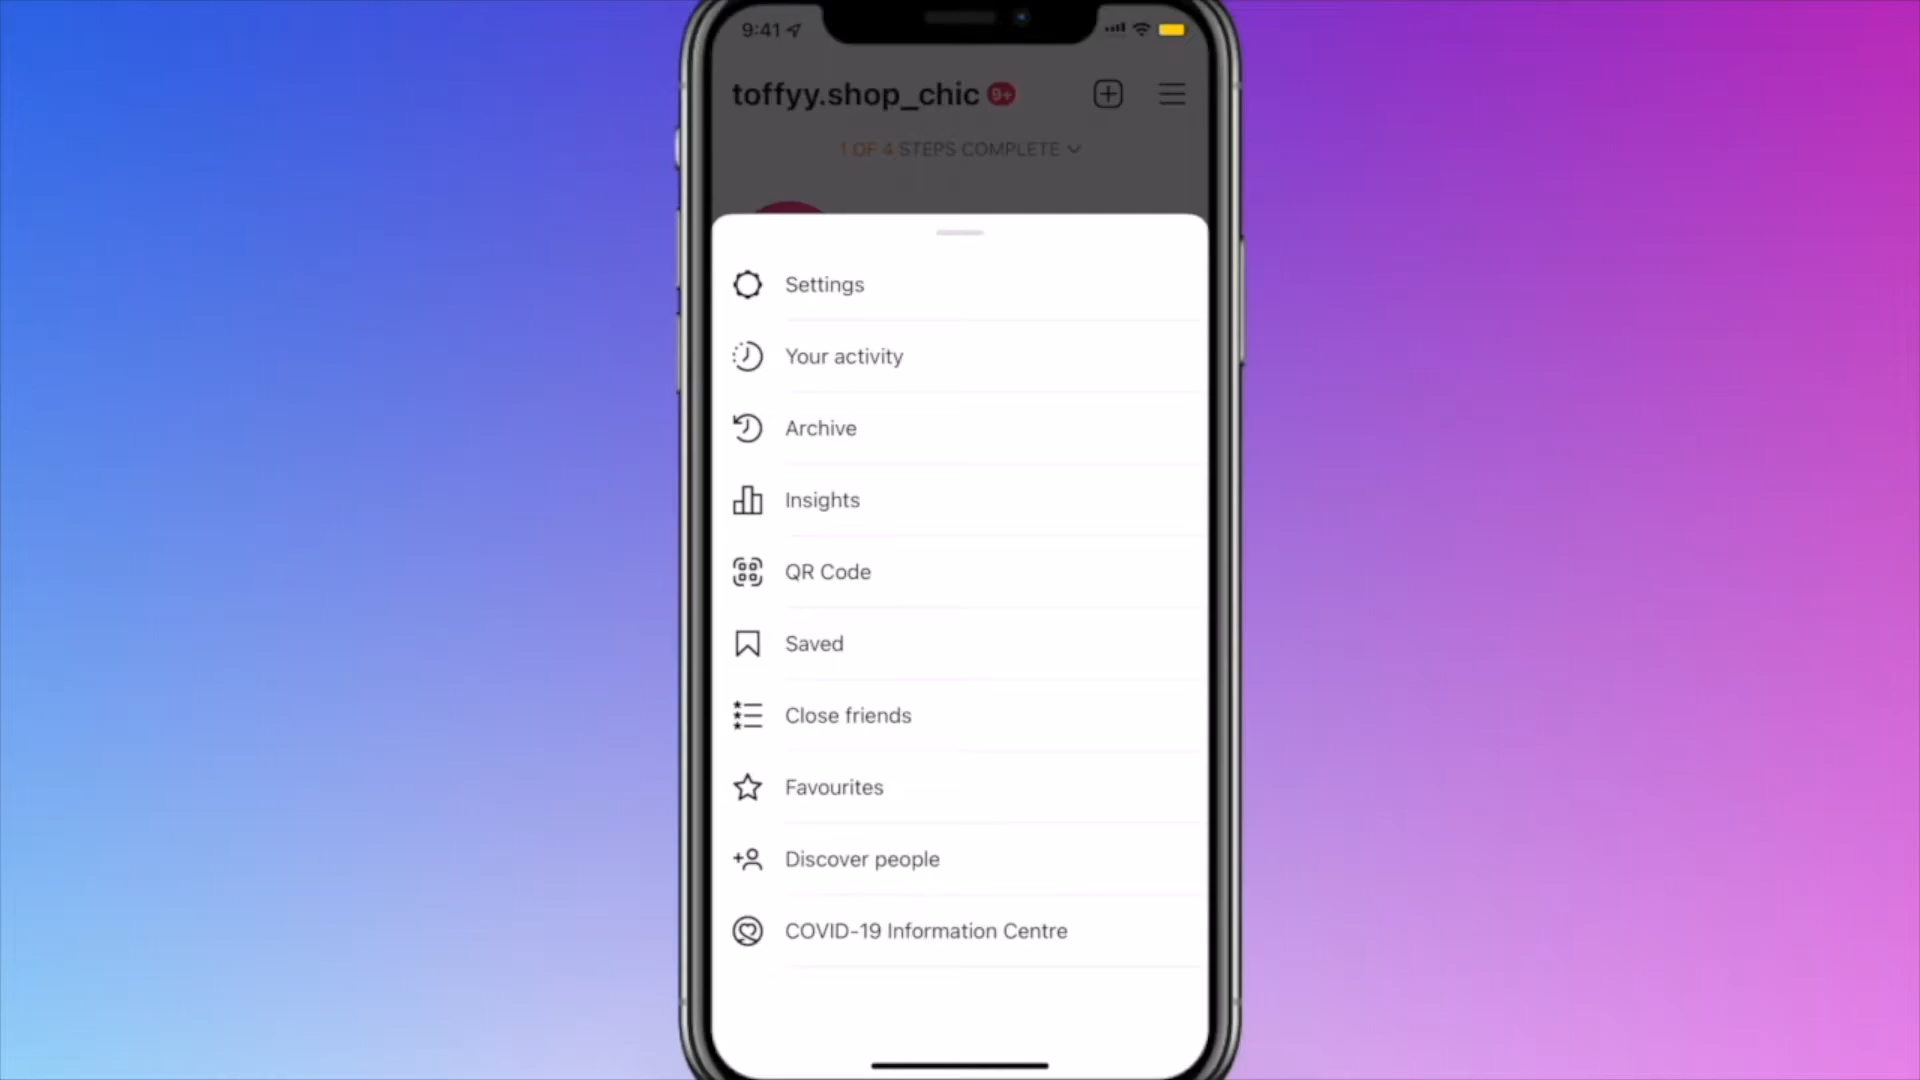 9:41
toffyy.shop_chic 9+
1 OF 4 STEPS COMPLETE
Settings
Your activity
Archive
Insights
QR Code
Saved
Close friends
Favourites
Discover people
COVID-19 Information Centre